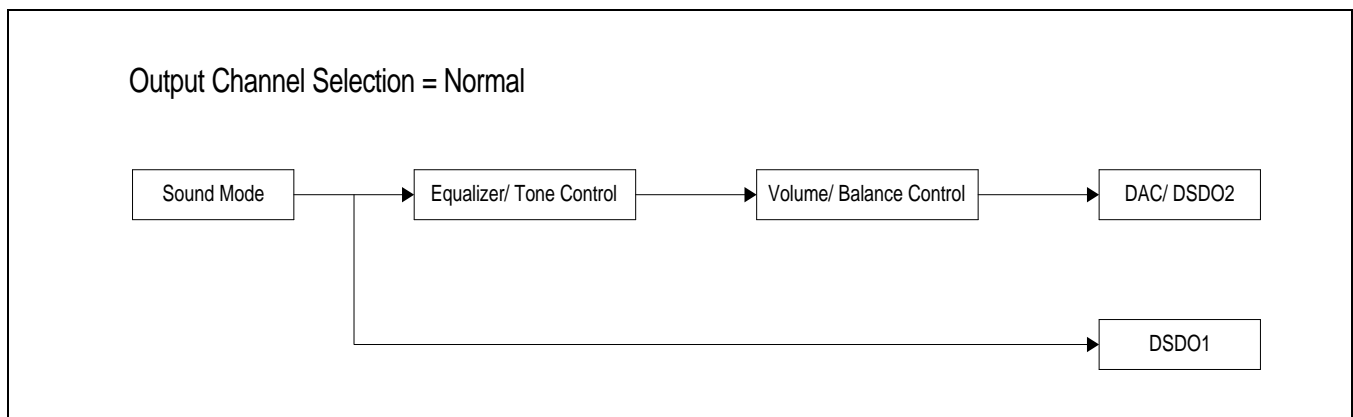 Output Channel Selection = Normal
Sound Mode
Equalizer/ Tone Control
Volume/ Balance Control
DAC/ DSDO2
DSDO1